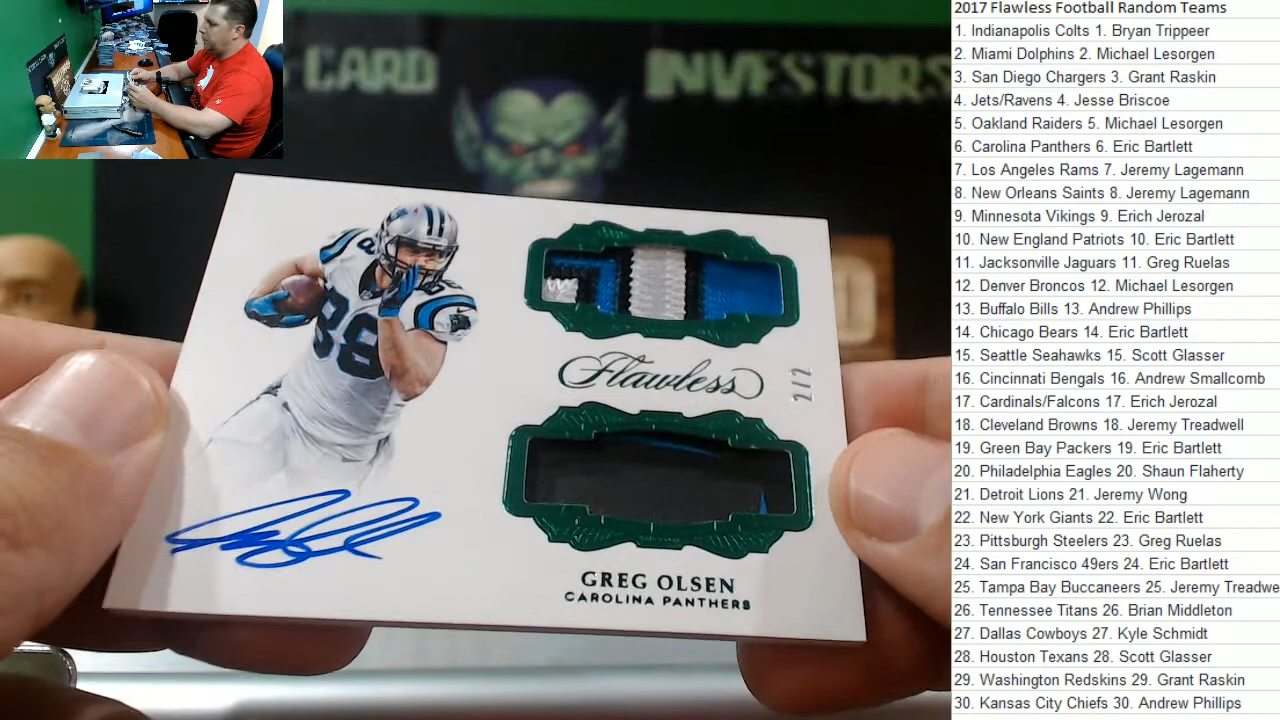 CARD INVESTORS
88
Flawless
2/2
GREG OLSEN
CAROLINA PANTHERS
2017 Flawless Football Random Teams
1. Indianapolis Colts 1. Bryan Trippeer
2. Miami Dolphins 2. Michael Lesorgen
3. San Diego Chargers 3. Grant Raskin
4. Jets/Ravens 4. Jesse Briscoe
5. Oakland Raiders 5. Michael Lesorgen
6. Carolina Panthers 6. Eric Bartlett
7. Los Angeles Rams 7. Jeremy Lagemann
8. New Orleans Saints 8. Jeremy Lagemann
9. Minnesota Vikings 9. Erich Jerozal
10. New England Patriots 10. Eric Bartlett
11. Jacksonville Jaguars 11. Greg Ruelas
12. Denver Broncos 12. Michael Lesorgen
13. Buffalo Bills 13. Andrew Phillips
14. Chicago Bears 14. Eric Bartlett
15. Seattle Seahawks 15. Scott Glasser
16. Cincinnati Bengals 16. Andrew Smallcomb
17. Cardinals/Falcons 17. Erich Jerozal
18. Cleveland Browns 18. Jeremy Treadwell
19. Green Bay Packers 19. Eric Bartlett
20. Philadelphia Eagles 20. Shaun Flaherty
21. Detroit Lions 21. Jeremy Wong
22. New York Giants 22. Eric Bartlett
23. Pittsburgh Steelers 23. Greg Ruelas
24. San Francisco 49ers 24. Eric Bartlett
25. Tampa Bay Buccaneers 25. Jeremy Treadwe
26. Tennessee Titans 26. Brian Middleton
27. Dallas Cowboys 27. Kyle Schmidt
28. Houston Texans 28. Scott Glasser
29. Washington Redskins 29. Grant Raskin
30. Kansas City Chiefs 30. Andrew Phillips